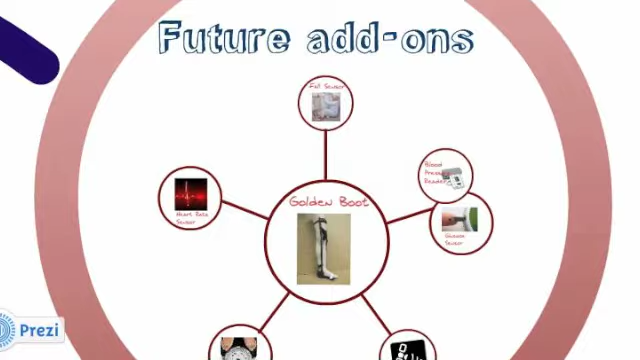 Future add-ons
Fall Sensor
Blood
Pressure
Reader
Golden Boot
Heart Rate
Sensor
Glucose
Sensor
Prezi